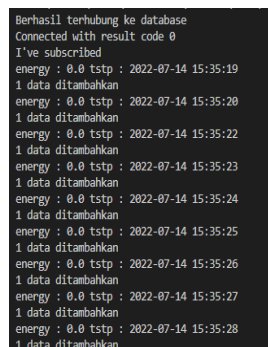 Berhasil terhubung ke database
Connected with result code 0
I've subscribed
energy : 0.0 tstp : 2022-07-14 15:35:19
1 data ditambahkan
energy : 0.0 tstp : 2022-07-14 15:35:20
1 data ditambahkan
energy : 0.0 tstp : 2022-07-14 15:35:22
1 data ditambahkan
energy : 0.0 tstp : 2022-07-14 15:35:23
1 data ditambahkan
energy : 0.0 tstp : 2022-07-14 15:35:24
1 data ditambahkan
energy : 0.0 tstp : 2022-07-14 15:35:25
1 data ditambahkan
energy : 0.0 tstp : 2022-07-14 15:35:26
1 data ditambahkan
energy : 0.0 tstp : 2022-07-14 15:35:27
1 data ditambahkan
energy : 0.0 tstp : 2022-07-14 15:35:28
1 data ditambahkan